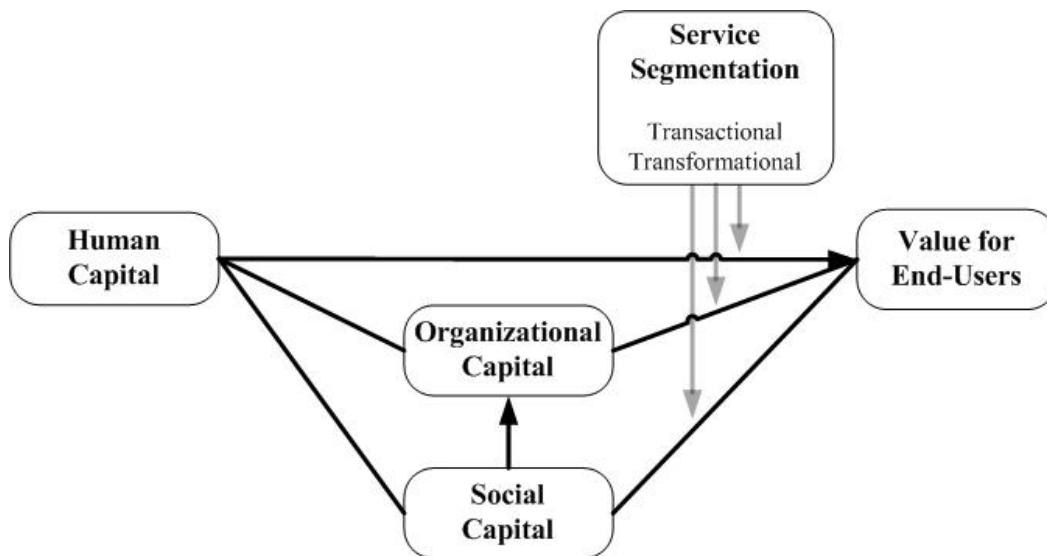 Service
Segmentation
Transactional
Transformational
Human
Capital
Value for
End-Users
Organizational
Capital
Social
Capital